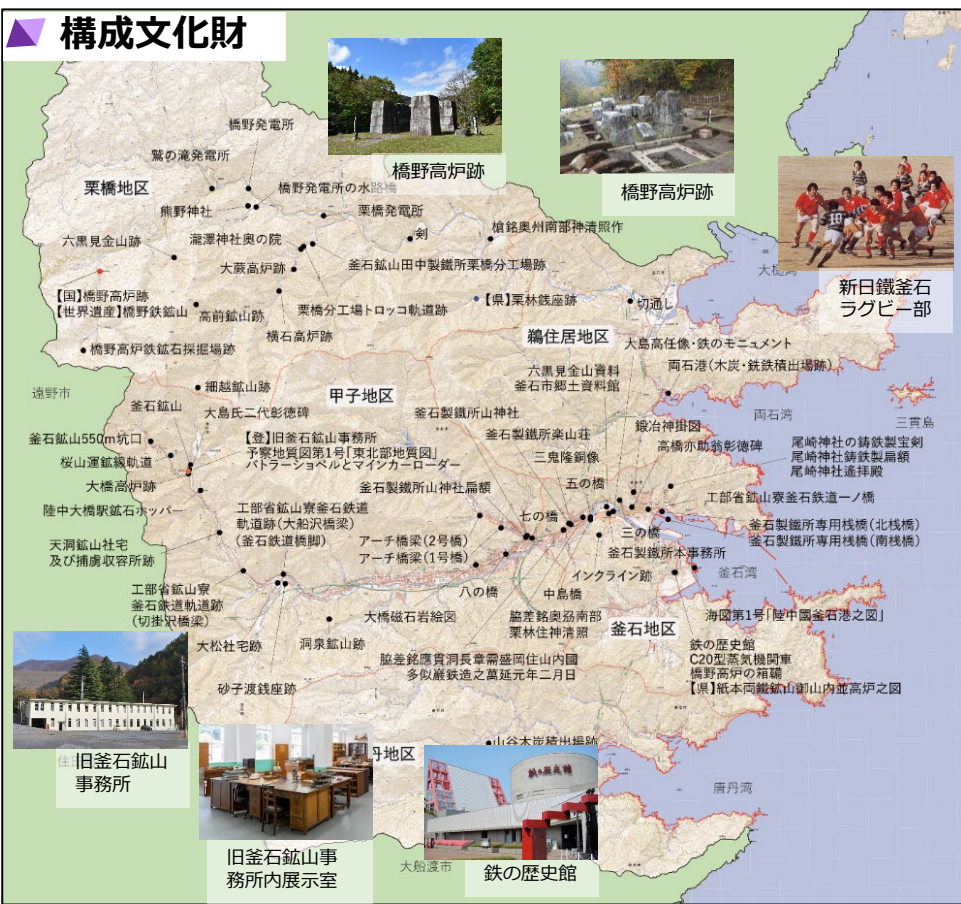 構成文化財
橋野高炉跡
橋野高炉跡
新日鐵釜石
ラグビー部
橋野発電所
鷲の滝発電所
栗橋地区
橋野発電所の水路橋
熊野神社
栗橋発電所
六黒見金山跡
瀧澤神社奥の院
剣
槍銘奥州南部神清照作
大蕨高炉跡
釜石鉱山田中製鐵所栗橋分工場跡
大槌湾
【国】橋野高炉跡
【世界遺産】橋野鉄鉱山
高前鉱山跡
栗橋分工場トロッコ軌道跡
【県】栗林銭座跡
切通し
横石高炉跡
鵜住居地区
大島高任像・鉄のモニュメント
橋野高炉鉄鉱石採掘場跡
六黒見金山資料
釜石市郷土資料館
両石港（木炭・銑鉄積出場跡）
遠野市
細越鉱山跡
甲子地区
両石湾
三貫島
釜石鉱山
大島氏二代彰徳碑
釜石製鐵所山神社
鍛冶神掛図
釜石鉱山550m坑口
【登】旧釜石鉱山事務所
予察地質図第1号「東北部地質図」
バトラーショベルとマインカーローダー
釜石製鐵所楽山荘
高橋亦助翁彰徳碑
尾崎神社の鋳鉄製宝剣
尾崎神社鋳鉄製扁額
尾崎神社遙拝殿
桜山運鉱線軌道
三鬼隆銅像
大橋高炉跡
釜石製鐵所山神社扁額
五の橋
工部省鉱山寮釜石鉄道一ノ橋
陸中大橋駅鉱石ホッパー
工部省鉱山寮釜石鉄道
軌道跡（大船沢橋梁）
（釜石鉄道橋脚）
七の橋
釜石製鐵所専用桟橋（北桟橋）
釜石製鐵所専用桟橋（南桟橋）
天洞鉱山社宅
及び捕虜収容所跡
アーチ橋梁（2号橋）
アーチ橋梁（1号橋）
三の橋
釜石製鐵所本事務所
インクライン跡
釜石湾
工部省鉱山寮
釜石鉄道軌道跡
（切掛沢橋梁）
八の橋
中島橋
大橋磁石岩絵図
脇差銘奥刕南部
栗林住神清照
海図第1号「陸中國釜石港之図」
釜石地区
大松社宅跡
洞泉鉱山跡
脇差銘應貫洞長章需盛岡住山内國
多似巌鉄造之萬延元年二月日
鉄の歴史館
C20型蒸気機関車
橋野高炉の箱鞴
【県】紙本両鐵鉱山御山内並高炉之図
砂子渡銭座跡
山谷木炭積出場跡
丹地区
唐丹湾
旧釜石鉱山
事務所
旧釜石鉱山事
務所内展示室
鉄の歴史館
鉄の歴史館
大船渡市